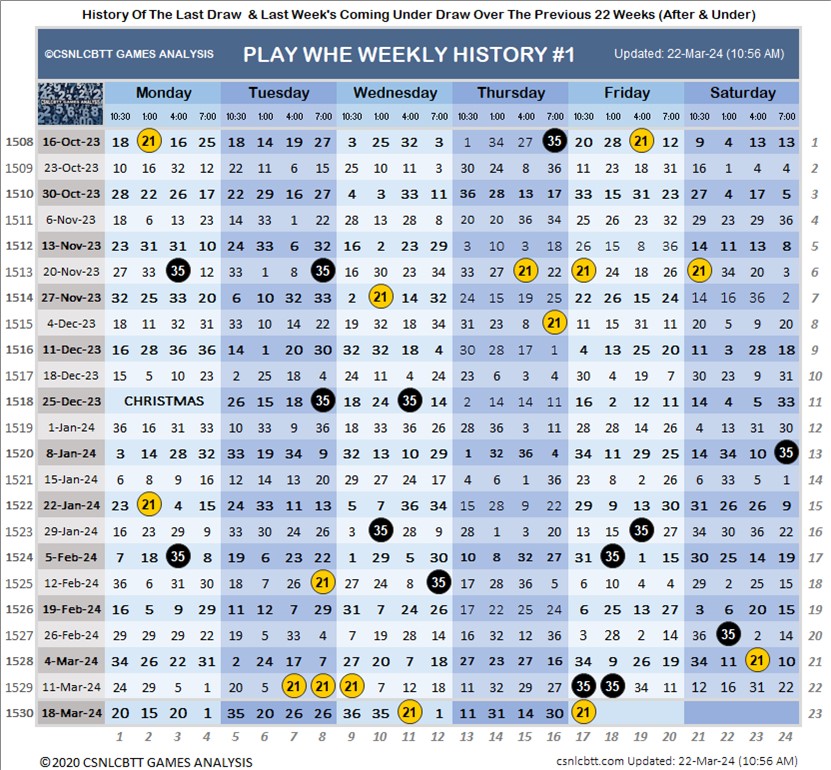 History Of The Last Draw & Last Week's Coming Under Draw Over The Previous 22 Weeks (After & Under)
©CSNLCBTT GAMES ANALYSIS PLAY WHE WEEKLY HISTORY #1 Updated: 22-Mar-24 (10:56 AM)
Monday Tuesday Wednesday Thursday Friday Saturday
10:30 1:00 4:00 7:00 10:30 1:00 4:00 7:00 10:30 1:00 4:00 7:00 10:30 1:00 4:00 7:00 10:30 1:00 4:00 7:00 10:30 1:00 4:00 7:00
1508 16-Oct-23 18 21 16 25 18 14 19 27 3 25 32 3 1 34 27 35 20 28 21 12 9 4 13 13 1
1509 23-Oct-23 10 16 32 12 22 11 6 15 25 10 11 3 30 24 8 36 11 23 18 31 16 1 4 4 2
1510 30-Oct-23 28 22 26 17 22 29 16 27 4 3 33 11 36 28 13 17 33 15 31 23 27 4 17 5 3
1511 6-Nov-23 18 6 13 23 14 33 1 22 28 13 28 8 20 20 36 34 25 26 23 32 29 23 29 36 4
1512 13-Nov-23 23 31 31 10 24 33 6 32 16 2 23 29 3 10 3 18 26 15 8 36 14 11 13 8 5
1513 20-Nov-23 27 33 35 12 33 1 8 35 16 30 23 34 33 27 21 22 21 24 18 26 21 34 20 3 6
1514 27-Nov-23 32 25 33 20 6 10 32 33 2 21 14 32 24 15 19 25 22 26 15 24 14 16 36 2 7
1515 4-Dec-23 18 11 32 31 33 10 14 22 19 32 18 34 31 23 8 21 11 15 31 11 20 5 9 20 8
1516 11-Dec-23 16 28 36 36 14 1 20 30 32 32 18 4 30 28 17 1 4 13 25 20 11 3 28 18 9
1517 18-Dec-23 15 5 10 23 2 25 18 4 24 11 4 24 23 6 3 4 30 4 19 7 30 23 9 31 10
1518 25-Dec-23 CHRISTMAS 26 15 18 35 18 24 35 14 2 14 14 11 16 2 12 11 14 4 5 33 11
1519 1-Jan-24 36 16 31 33 10 33 9 36 18 33 36 26 28 36 3 11 28 28 14 26 4 13 31 30 12
1520 8-Jan-24 3 14 28 32 33 19 34 9 32 13 10 29 1 32 36 4 34 11 29 25 14 34 10 35 13
1521 15-Jan-24 6 8 9 16 12 33 24 14 29 27 24 17 4 6 1 36 23 4 8 20 6 33 5 1 14
1522 22-Jan-24 23 21 4 15 24 33 11 13 5 7 36 34 15 28 9 22 29 9 13 30 31 26 26 9 15
1523 29-Jan-24 16 23 29 9 33 30 24 26 16 35 28 9 28 1 3 20 13 15 35 27 34 30 36 22 16
1524 5-Feb-24 7 18 35 8 19 6 23 22 1 29 5 30 10 8 32 27 31 35 1 15 30 25 14 19 17
1525 12-Feb-24 36 6 31 30 18 7 26 21 27 24 8 35 17 28 36 5 6 10 4 4 29 2 25 15 18
1526 19-Feb-24 16 5 9 29 11 12 7 29 31 7 24 26 17 22 25 24 6 25 13 27 3 6 20 15 19
1527 26-Feb-24 29 29 29 22 19 5 33 4 7 19 28 14 16 32 12 36 3 28 2 14 36 35 2 14 20
1528 4-Mar-24 34 26 22 31 2 24 17 7 27 20 7 18 27 23 27 16 34 9 26 19 34 11 21 10 21
1529 11-Mar-24 24 29 5 1 20 5 21 21 21 7 12 18 11 32 29 27 35 35 34 11 12 16 31 22 22
1530 18-Mar-24 20 15 20 1 35 20 26 26 36 35 21 1 11 31 14 30 21 23
1 2 3 4 5 6 7 8 9 10 11 12 13 14 15 16 17 18 19 20 21 22 23 24
©2020 CSNLCBTT GAMES ANALYSIS csnlcbtt.com Updated: 22-Mar-24 (10:56 AM)